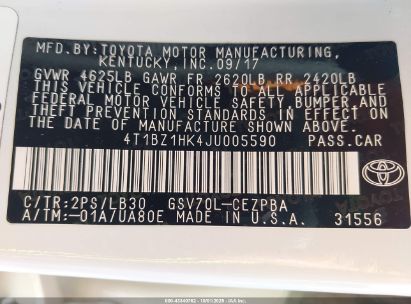 MFD. BY: TOYOTA MOTOR MANUFACTURING,
KENTUCKY, INC. 09/17
GVWR 4625LB GAWR FR 2620LB RR 2420LB
THIS VEHICLE CONFORMS TO ALL APPLICABLE
FEDERAL MOTOR VEHICLE SAFETY, BUMPER, AND
THEFT PREVENTION STANDARDS IN EFFECT ON
THE DATE OF MANUFACTURE SHOWN ABOVE.
4T1BZ1HK4JU005590 PASS.CAR
TOYOTA
C/TR:2PS/LB30 GSV70L-CEZPBA
A/TM:-01A/UA80E MADE IN U.S.A. 31556